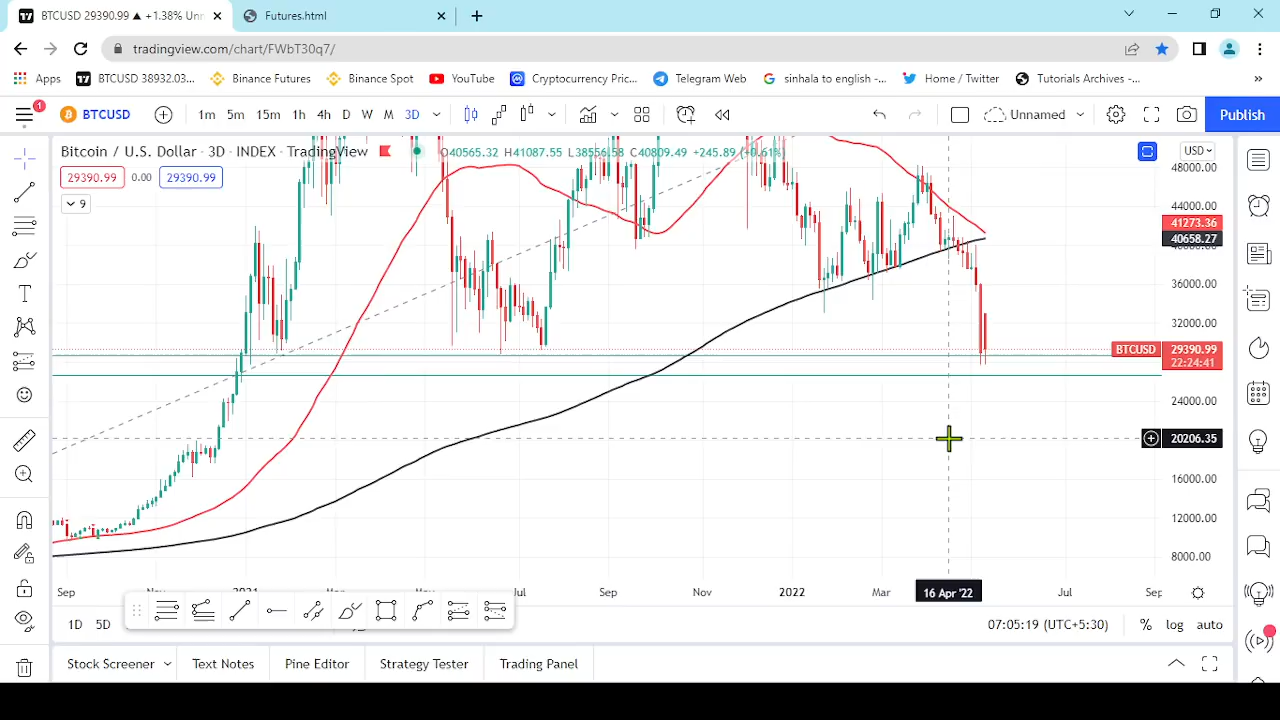 BTCUSD 29390.99 ▲ +1.38% Unn
Futures.html
tradingview.com/chart/FWbT30q7/
Apps BTCUSD 38932.03... Binance Futures Binance Spot YouTube Cryptocurrency Pric... Telegram Web sinhala to english -... Home / Twitter Tutorials Archives -...
1 BTCUSD 1m 5m 15m 1h 4h D W M 3D Unnamed Publish
Bitcoin / U.S. Dollar · 3D · INDEX · TradingView O40565.32 H41087.55 L38556.58 C40809.49 +245.89 (+0.61%) USD
29390.99 0.00 29390.99
9
48000.00
44000.00
41273.36
40658.27
36000.00
32000.00
BTCUSD 29390.99
22:24:41
24000.00
20206.35
16000.00
12000.00
8000.00
Sep Nov 2021 Mar May Jul Sep Nov 2022 Mar 16 Apr '22 Jul Sep
1D 5D 07:05:19 (UTC+5:30) % log auto
Stock Screener Text Notes Pine Editor Strategy Tester Trading Panel